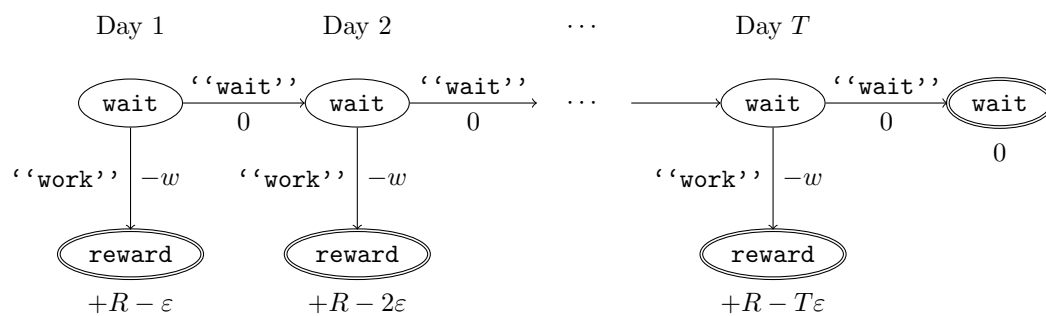 Day 1 Day 2 ⋯ Day T
‘‘wait’’ ‘‘wait’’ ‘‘wait’’
wait wait ⋯ wait wait
0 0 0 0
‘‘work’’ −w ‘‘work’’ −w ‘‘work’’ −w
reward reward reward
+R − ε +R − 2ε +R − Tε